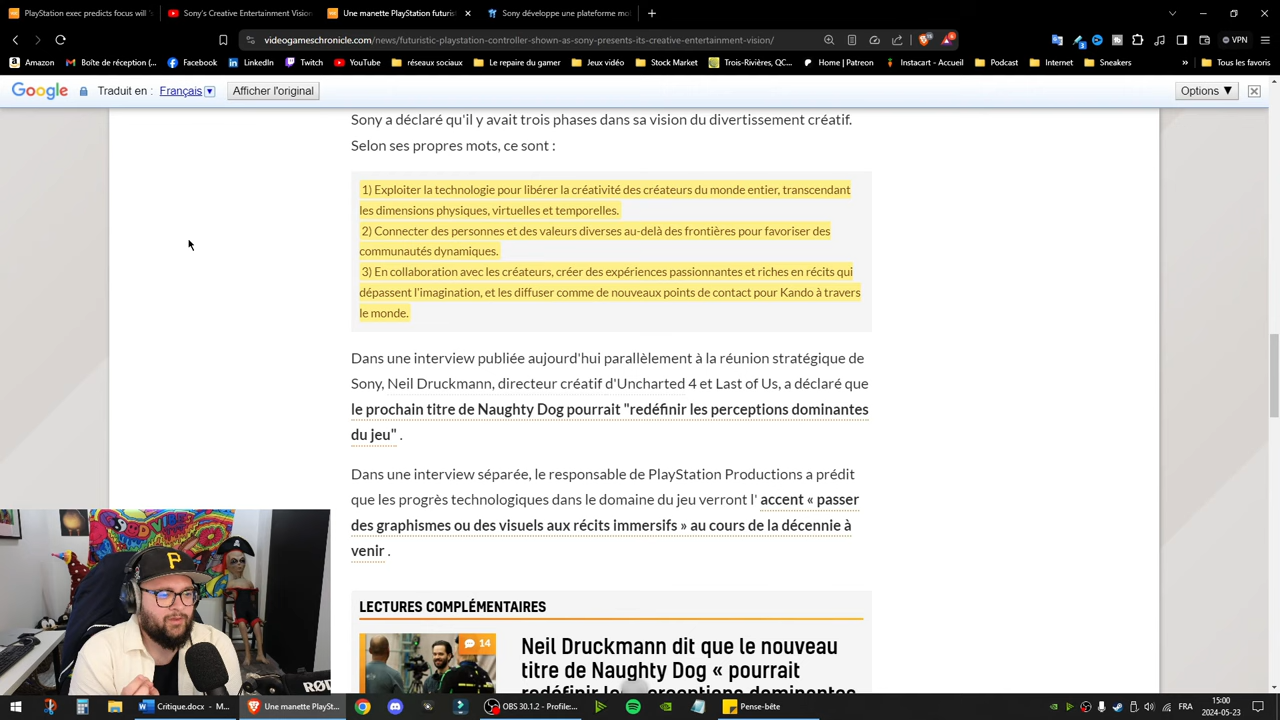 PlayStation exec predicts focus will
Sony's Creative Entertainment Vision
Une manette PlayStation futurist
Sony développe une plateforme mob
videogameschronicle.com/news/futuristic-playstation-controller-shown-as-sony-presents-its-creative-entertainment-vision/
VPN
Amazon
Boîte de réception (...
Facebook
LinkedIn
Twitch
YouTube
réseaux sociaux
Le repaire du gamer
Jeux vidéo
Stock Market
Trois-Rivières, QC...
Home | Patreon
Instacart - Accueil
Podcast
Internet
Sneakers
»
Tous les favoris
Google
Traduit en : Français
Afficher l'original
Options ▼
Sony a déclaré qu'il y avait trois phases dans sa vision du divertissement créatif.
Selon ses propres mots, ce sont :
1) Exploiter la technologie pour libérer la créativité des créateurs du monde entier, transcendant
les dimensions physiques, virtuelles et temporelles.
2) Connecter des personnes et des valeurs diverses au-delà des frontières pour favoriser des
communautés dynamiques.
3) En collaboration avec les créateurs, créer des expériences passionnantes et riches en récits qui
dépassent l'imagination, et les diffuser comme de nouveaux points de contact pour Kando à travers
le monde.
Dans une interview publiée aujourd'hui parallèlement à la réunion stratégique de
Sony, Neil Druckmann, directeur créatif d'Uncharted 4 et Last of Us, a déclaré que
le prochain titre de Naughty Dog pourrait "redéfinir les perceptions dominantes
du jeu" .
Dans une interview séparée, le responsable de PlayStation Productions a prédit
que les progrès technologiques dans le domaine du jeu verront l' accent « passer
des graphismes ou des visuels aux récits immersifs » au cours de la décennie à
venir .
LECTURES COMPLÉMENTAIRES
14
Neil Druckmann dit que le nouveau
titre de Naughty Dog « pourrait
redéfinir les perceptions dominantes
P
A
RØDE
Critique.docx - M...
Une manette PlaySt...
OBS 30.1.2 - Profile:...
Pense-bête
FRA
15:00
2024-05-23